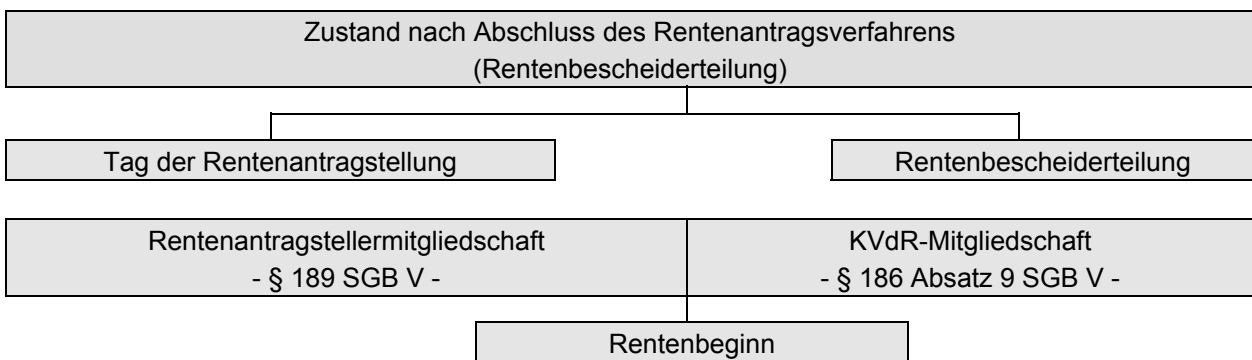 Zustand nach Abschluss des Rentenantragsverfahrens
(Rentenbescheiderteilung)
Tag der Rentenantragstellung
Rentenbescheiderteilung
Rentenantragstellermitgliedschaft
- § 189 SGB V -
KVdR-Mitgliedschaft
- § 186 Absatz 9 SGB V -
Rentenbeginn